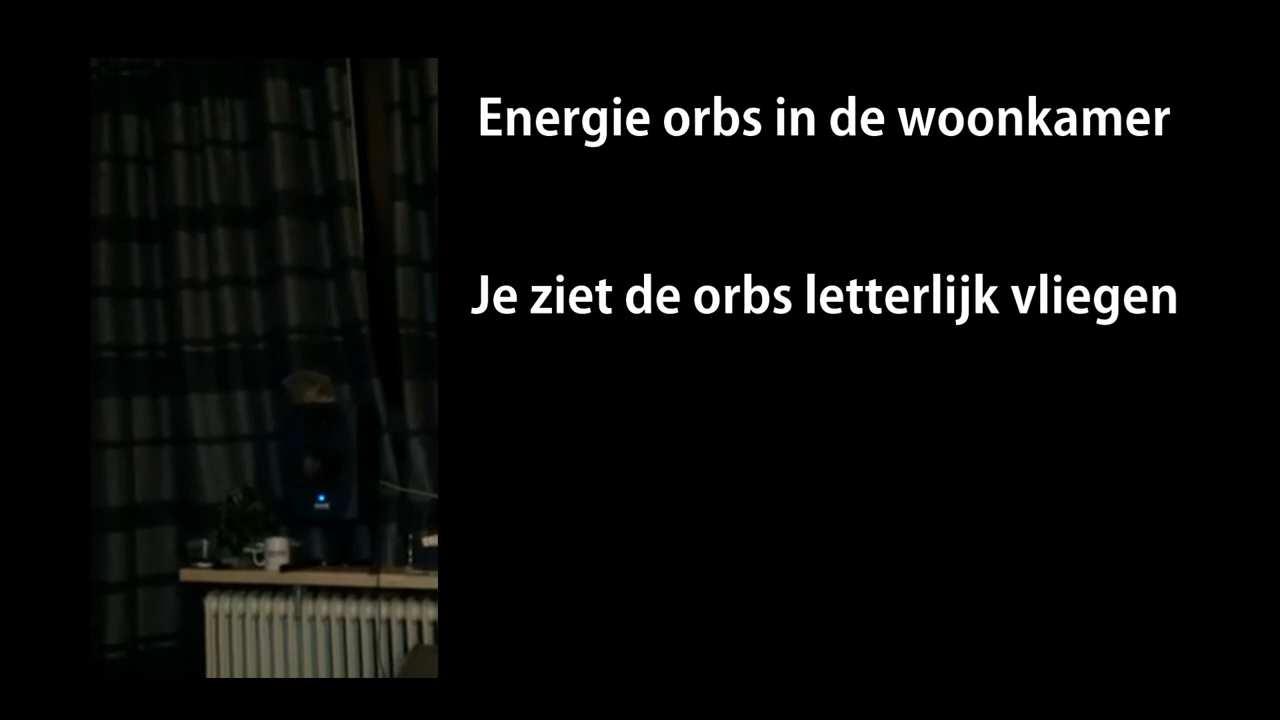 Energie orbs in de woonkamer
Je ziet de orbs letterlijk vliegen